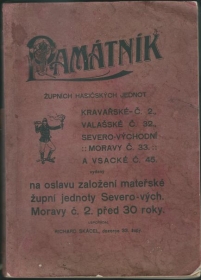 PAMÁTNÍK
ŽUPNÍCH HASIČSKÝCH JEDNOT
KRAVAŘSKÉ Č. 2.,
VALAŠSKÉ Č. 32.,
SEVERO-VÝCHODNÍ
:: MORAVY Č. 33. ::
A VSACKÉ Č. 45.
na oslavu založení mateřské
župní jednoty Severo-vých.
Moravy č. 2. před 30 roky.
RICHARD SKÁCEL,